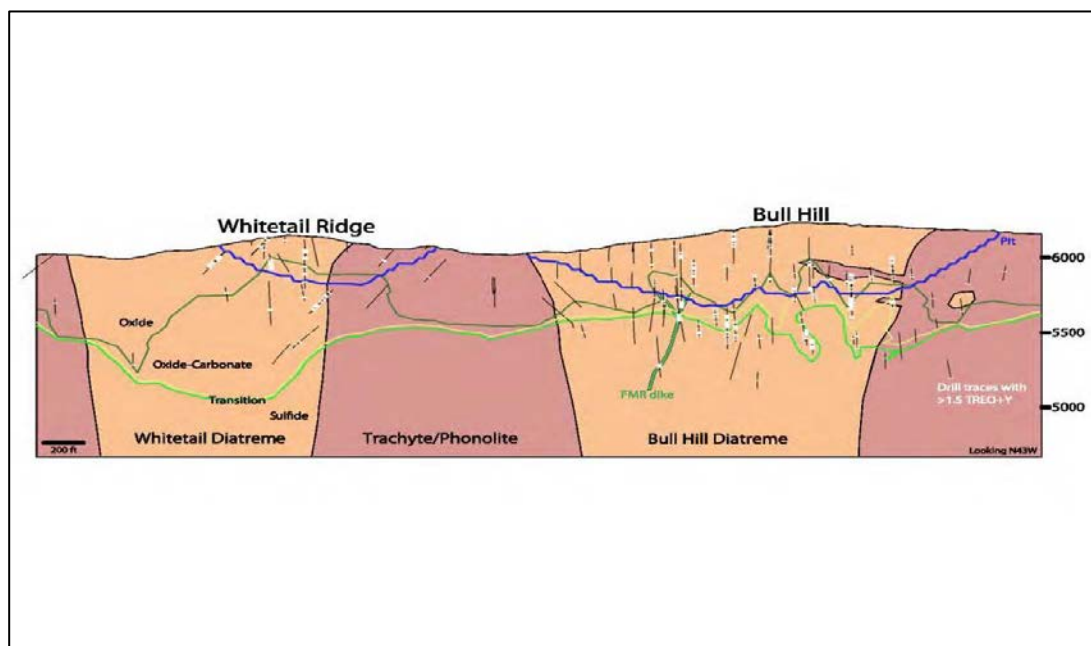 Whitetail Ridge
Bull Hill
Pit
6000
Oxide
5500
Oxide-Carbonate
FMR dike
Drill traces with
>1.5 TREO+Y
Transition
5000
Sulfide
Whitetail Diatreme
Trachyte/Phonolite
Bull Hill Diatreme
200 ft
Looking N43W